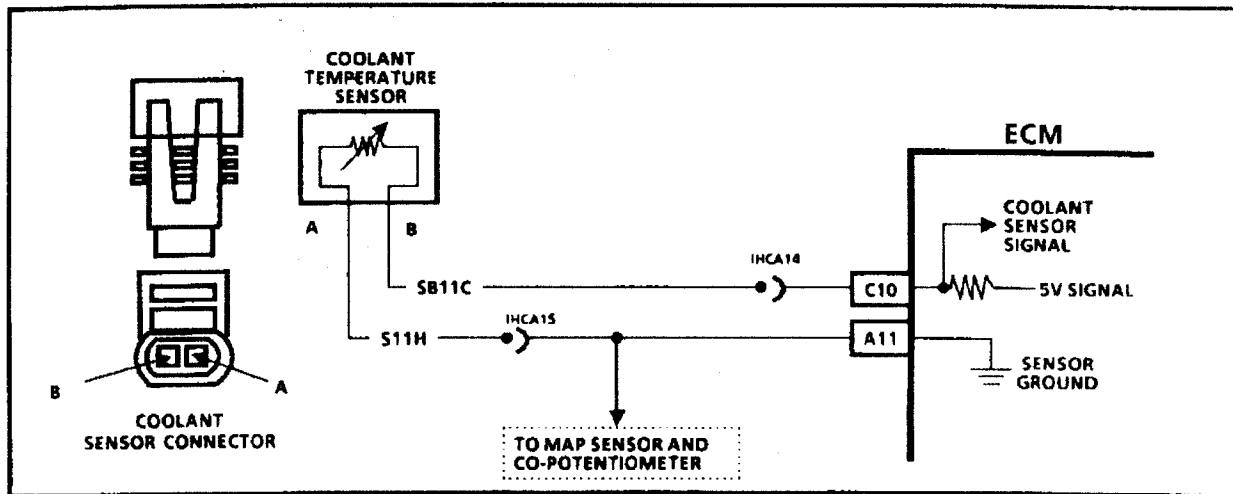 COOLANT
TEMPERATURE
SENSOR
A
B
ECM
COOLANT
SENSOR
SIGNAL
IHCA14
SB11C
C10
5V SIGNAL
IHCA15
S11H
A11
SENSOR
GROUND
B
A
COOLANT
SENSOR CONNECTOR
TO MAP SENSOR AND
CO-POTENTIOMETER